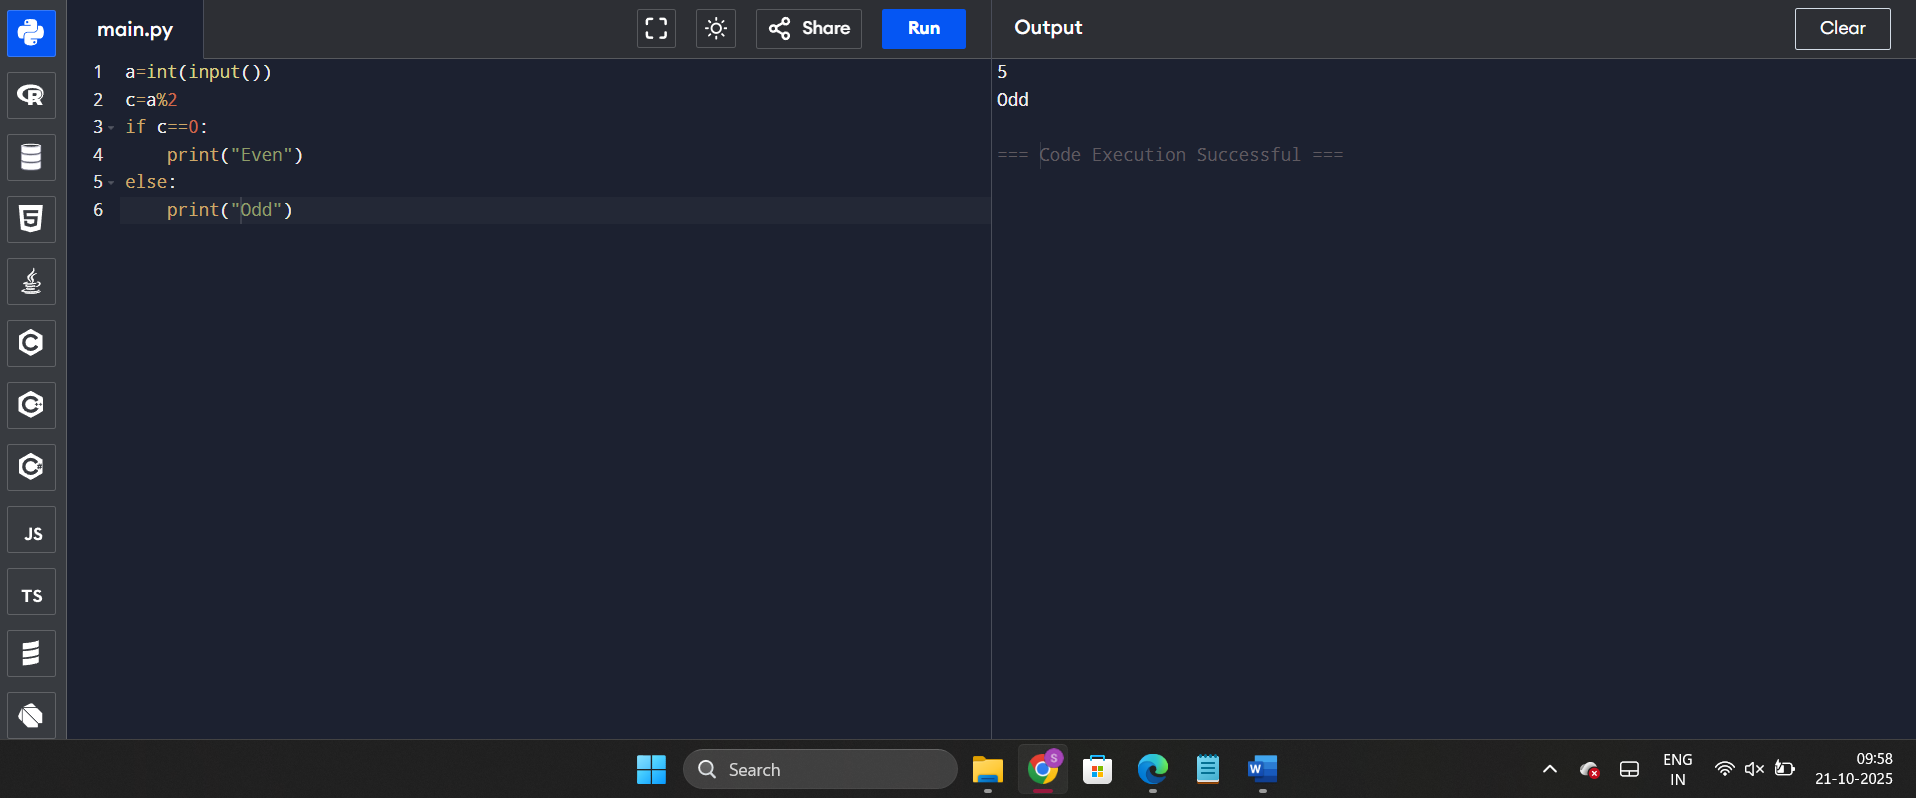 main.py
Share
Run
Output
Clear
1 a=int(input())
2 c=a%2
3 if c==0:
4     print("Even")
5 else:
6     print("Odd")
5
Odd
=== Code Execution Successful ===
R
5
C
C++
C#
JS
TS
Search
S
W
ENG
IN
09:58
21-10-2025